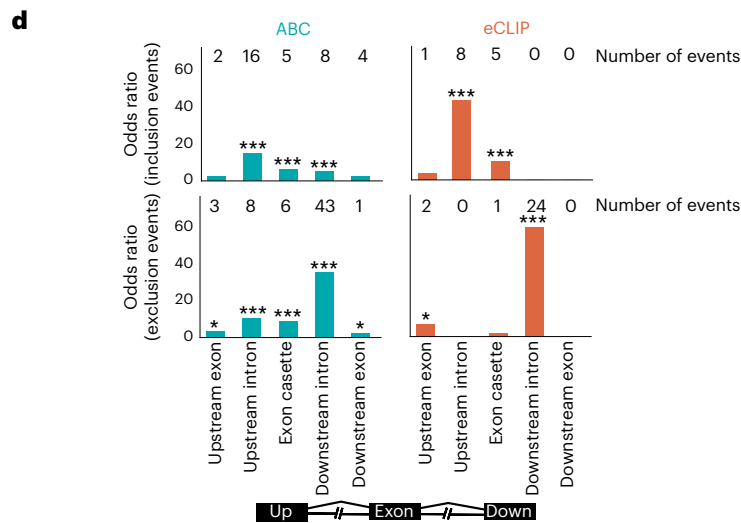 d
ABC eCLIP
2 16 5 8 4 1 8 5 0 0 Number of events
Odds ratio
(inclusion events)
60
40
20
0
*** *** ***
*** ***
3 8 6 43 1 2 0 1 24 0 Number of events
Odds ratio
(exclusion events)
60
40
20
0
* *** *** *** *
* ***
Upstream exon
Upstream intron
Exon casette
Downstream intron
Downstream exon
Upstream exon
Upstream intron
Exon casette
Downstream intron
Downstream exon
Up // Exon // Down